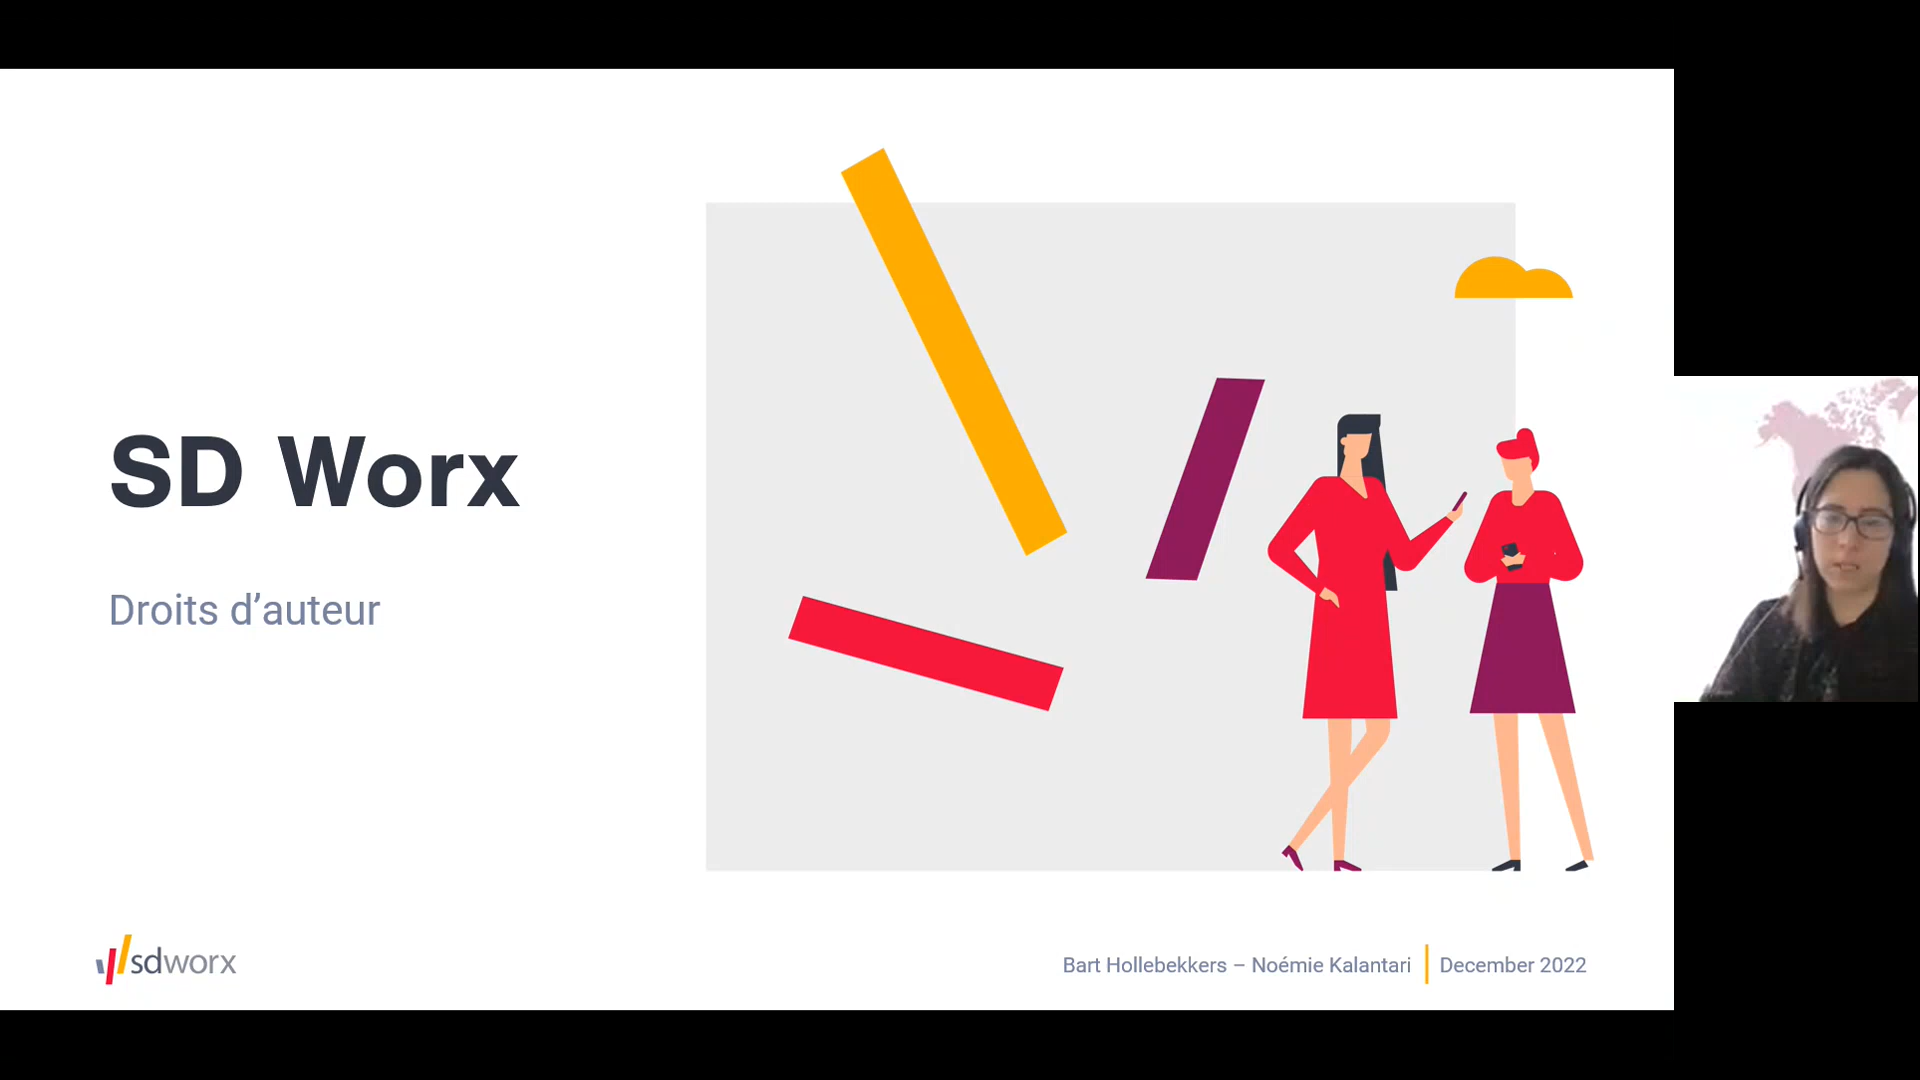 SD Worx
Droits d’auteur
sdworx
Bart Hollebekkers – Noémie Kalantari
December 2022